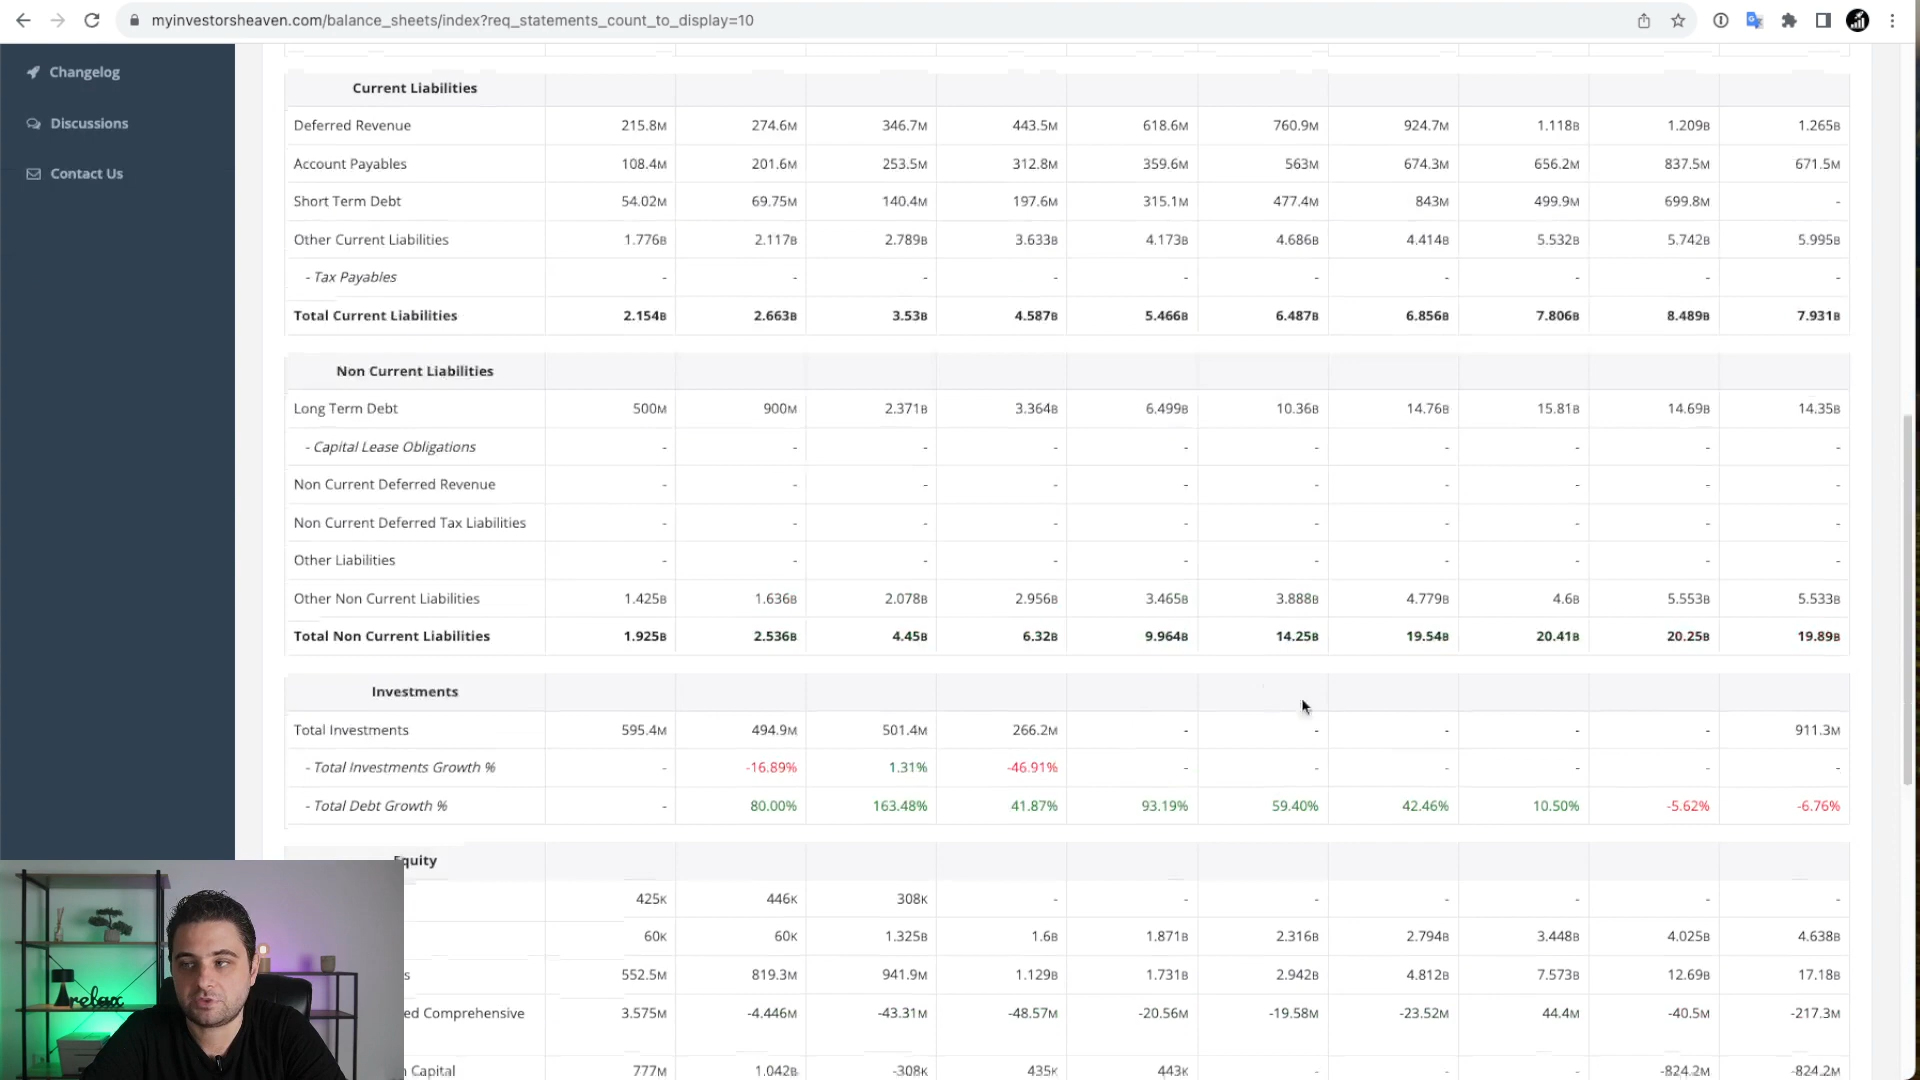 myinvestorsheaven.com/balance_sheets/index?req_statements_count_to_display=10
Changelog
Discussions
Contact Us
Current Liabilities
Deferred Revenue 215.8M 274.6M 346.7M 443.5M 618.6M 760.9M 924.7M 1.118B 1.209B 1.265B
Account Payables 108.4M 201.6M 253.5M 312.8M 359.6M 563M 674.3M 656.2M 837.5M 671.5M
Short Term Debt 54.02M 69.75M 140.4M 197.6M 315.1M 477.4M 843M 499.9M 699.8M -
Other Current Liabilities 1.776B 2.117B 2.789B 3.633B 4.173B 4.686B 4.414B 5.532B 5.742B 5.995B
- Tax Payables - - - - - - - - - -
Total Current Liabilities 2.154B 2.663B 3.53B 4.587B 5.466B 6.487B 6.856B 7.806B 8.489B 7.931B
Non Current Liabilities
Long Term Debt 500M 900M 2.371B 3.364B 6.499B 10.36B 14.76B 15.81B 14.69B 14.35B
- Capital Lease Obligations - - - - - - - - - -
Non Current Deferred Revenue - - - - - - - - - -
Non Current Deferred Tax Liabilities - - - - - - - - - -
Other Liabilities - - - - - - - - - -
Other Non Current Liabilities 1.425B 1.636B 2.078B 2.956B 3.465B 3.888B 4.779B 4.6B 5.553B 5.533B
Total Non Current Liabilities 1.925B 2.536B 4.45B 6.32B 9.964B 14.25B 19.54B 20.41B 20.25B 19.89B
Investments
Total Investments 595.4M 494.9M 501.4M 266.2M - - - - - 911.3M
- Total Investments Growth % - -16.89% 1.31% -46.91% - - - - - -
- Total Debt Growth % - 80.00% 163.48% 41.87% 93.19% 59.40% 42.46% 10.50% -5.62% -6.76%
Equity
425K 446K 308K - - - - - - -
60K 60K 1.325B 1.6B 1.871B 2.316B 2.794B 3.448B 4.025B 4.638B
s 552.5M 819.3M 941.9M 1.129B 1.731B 2.942B 4.812B 7.573B 12.69B 17.18B
ed Comprehensive 3.575M -4.446M -43.31M -48.57M -20.56M -19.58M -23.52M 44.4M -40.5M -217.3M
Capital 777M 1.042B -308K 435K 443K - - - -824.2M -824.2M
relax